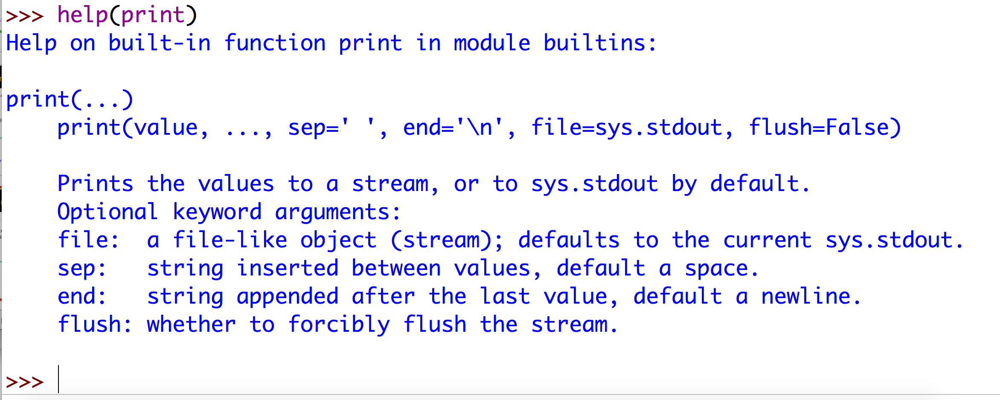 >>> help(print)
Help on built-in function print in module builtins:

print(...)
    print(value, ..., sep=' ', end='\n', file=sys.stdout, flush=False)

    Prints the values to a stream, or to sys.stdout by default.
    Optional keyword arguments:
    file:  a file-like object (stream); defaults to the current sys.stdout.
    sep:   string inserted between values, default a space.
    end:   string appended after the last value, default a newline.
    flush: whether to forcibly flush the stream.

>>>